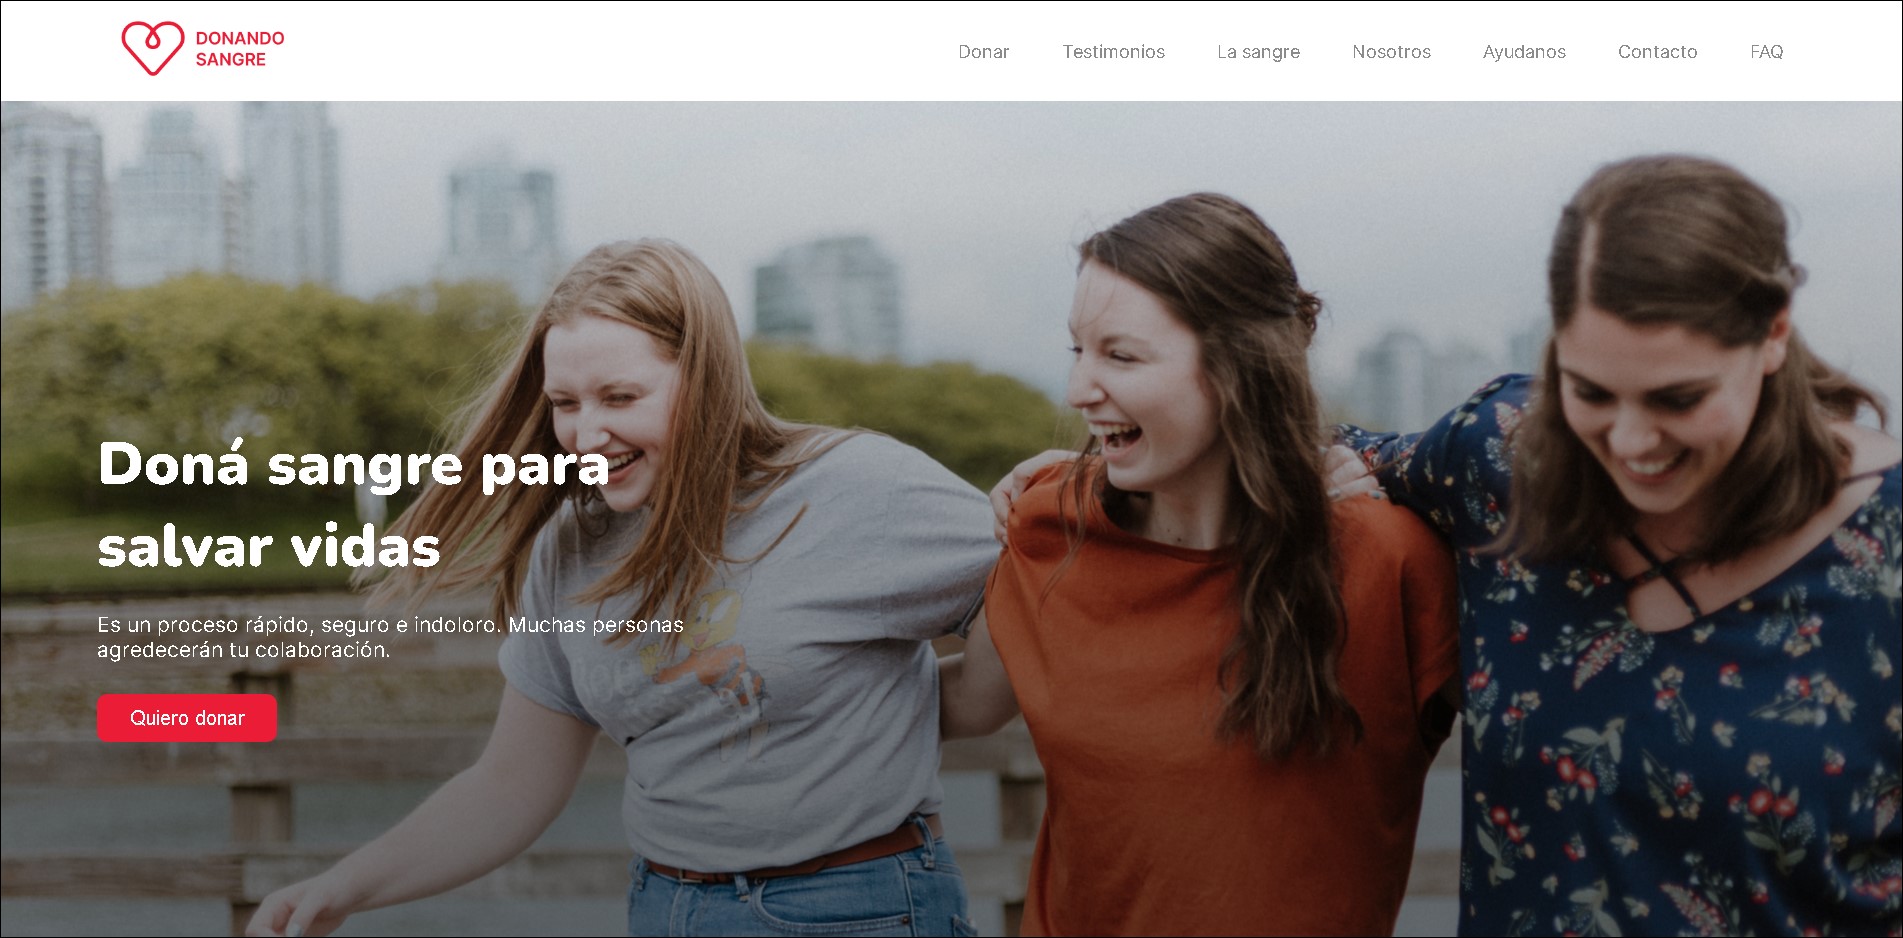 DONANDO
SANGRE
Donar Testimonios La sangre Nosotros Ayudanos Contacto FAQ
Doná sangre para
salvar vidas
Es un proceso rápido, seguro e indoloro. Muchas personas
agredecerán tu colaboración.
Quiero donar